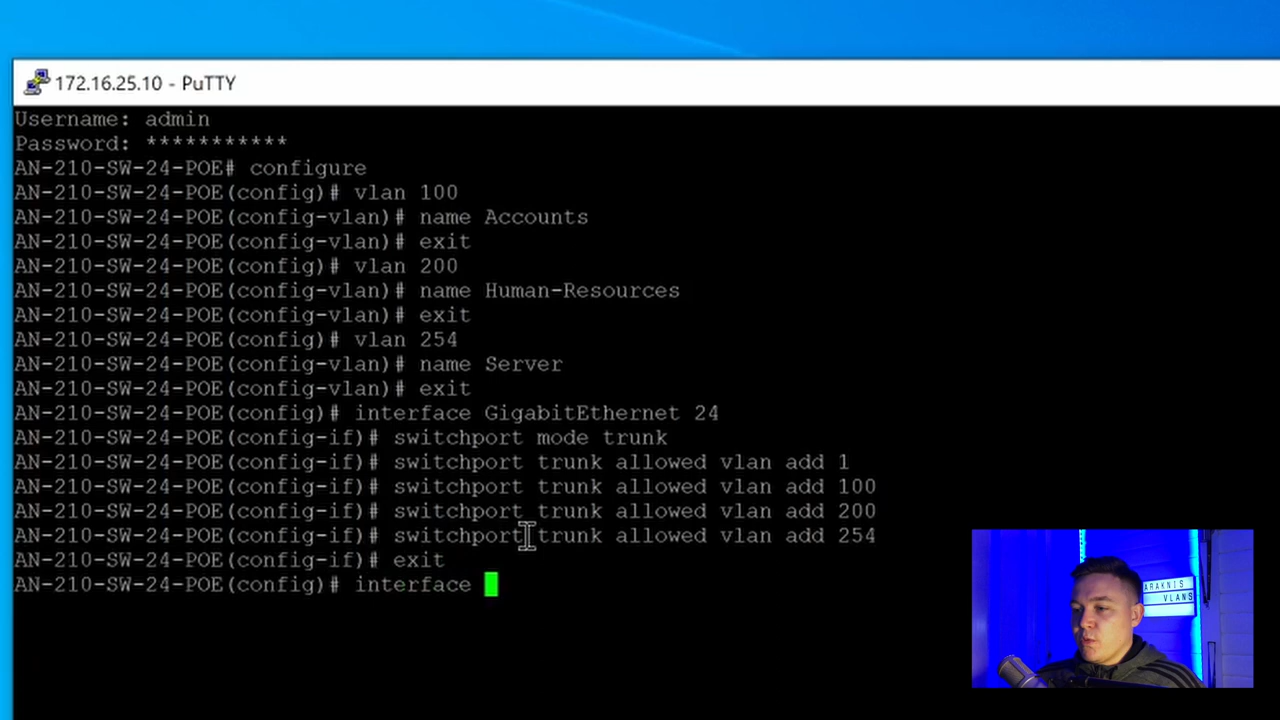 172.16.25.10 - PuTTY
Username: admin
Password: ***********
AN-210-SW-24-POE# configure
AN-210-SW-24-POE(config)# vlan 100
AN-210-SW-24-POE(config-vlan)# name Accounts
AN-210-SW-24-POE(config-vlan)# exit
AN-210-SW-24-POE(config)# vlan 200
AN-210-SW-24-POE(config-vlan)# name Human-Resources
AN-210-SW-24-POE(config-vlan)# exit
AN-210-SW-24-POE(config)# vlan 254
AN-210-SW-24-POE(config-vlan)# name Server
AN-210-SW-24-POE(config-vlan)# exit
AN-210-SW-24-POE(config)# interface GigabitEthernet 24
AN-210-SW-24-POE(config-if)# switchport mode trunk
AN-210-SW-24-POE(config-if)# switchport trunk allowed vlan add 1
AN-210-SW-24-POE(config-if)# switchport trunk allowed vlan add 100
AN-210-SW-24-POE(config-if)# switchport trunk allowed vlan add 200
AN-210-SW-24-POE(config-if)# switchport trunk allowed vlan add 254
AN-210-SW-24-POE(config-if)# exit
AN-210-SW-24-POE(config)# interface
ARAKNIS
VLANS